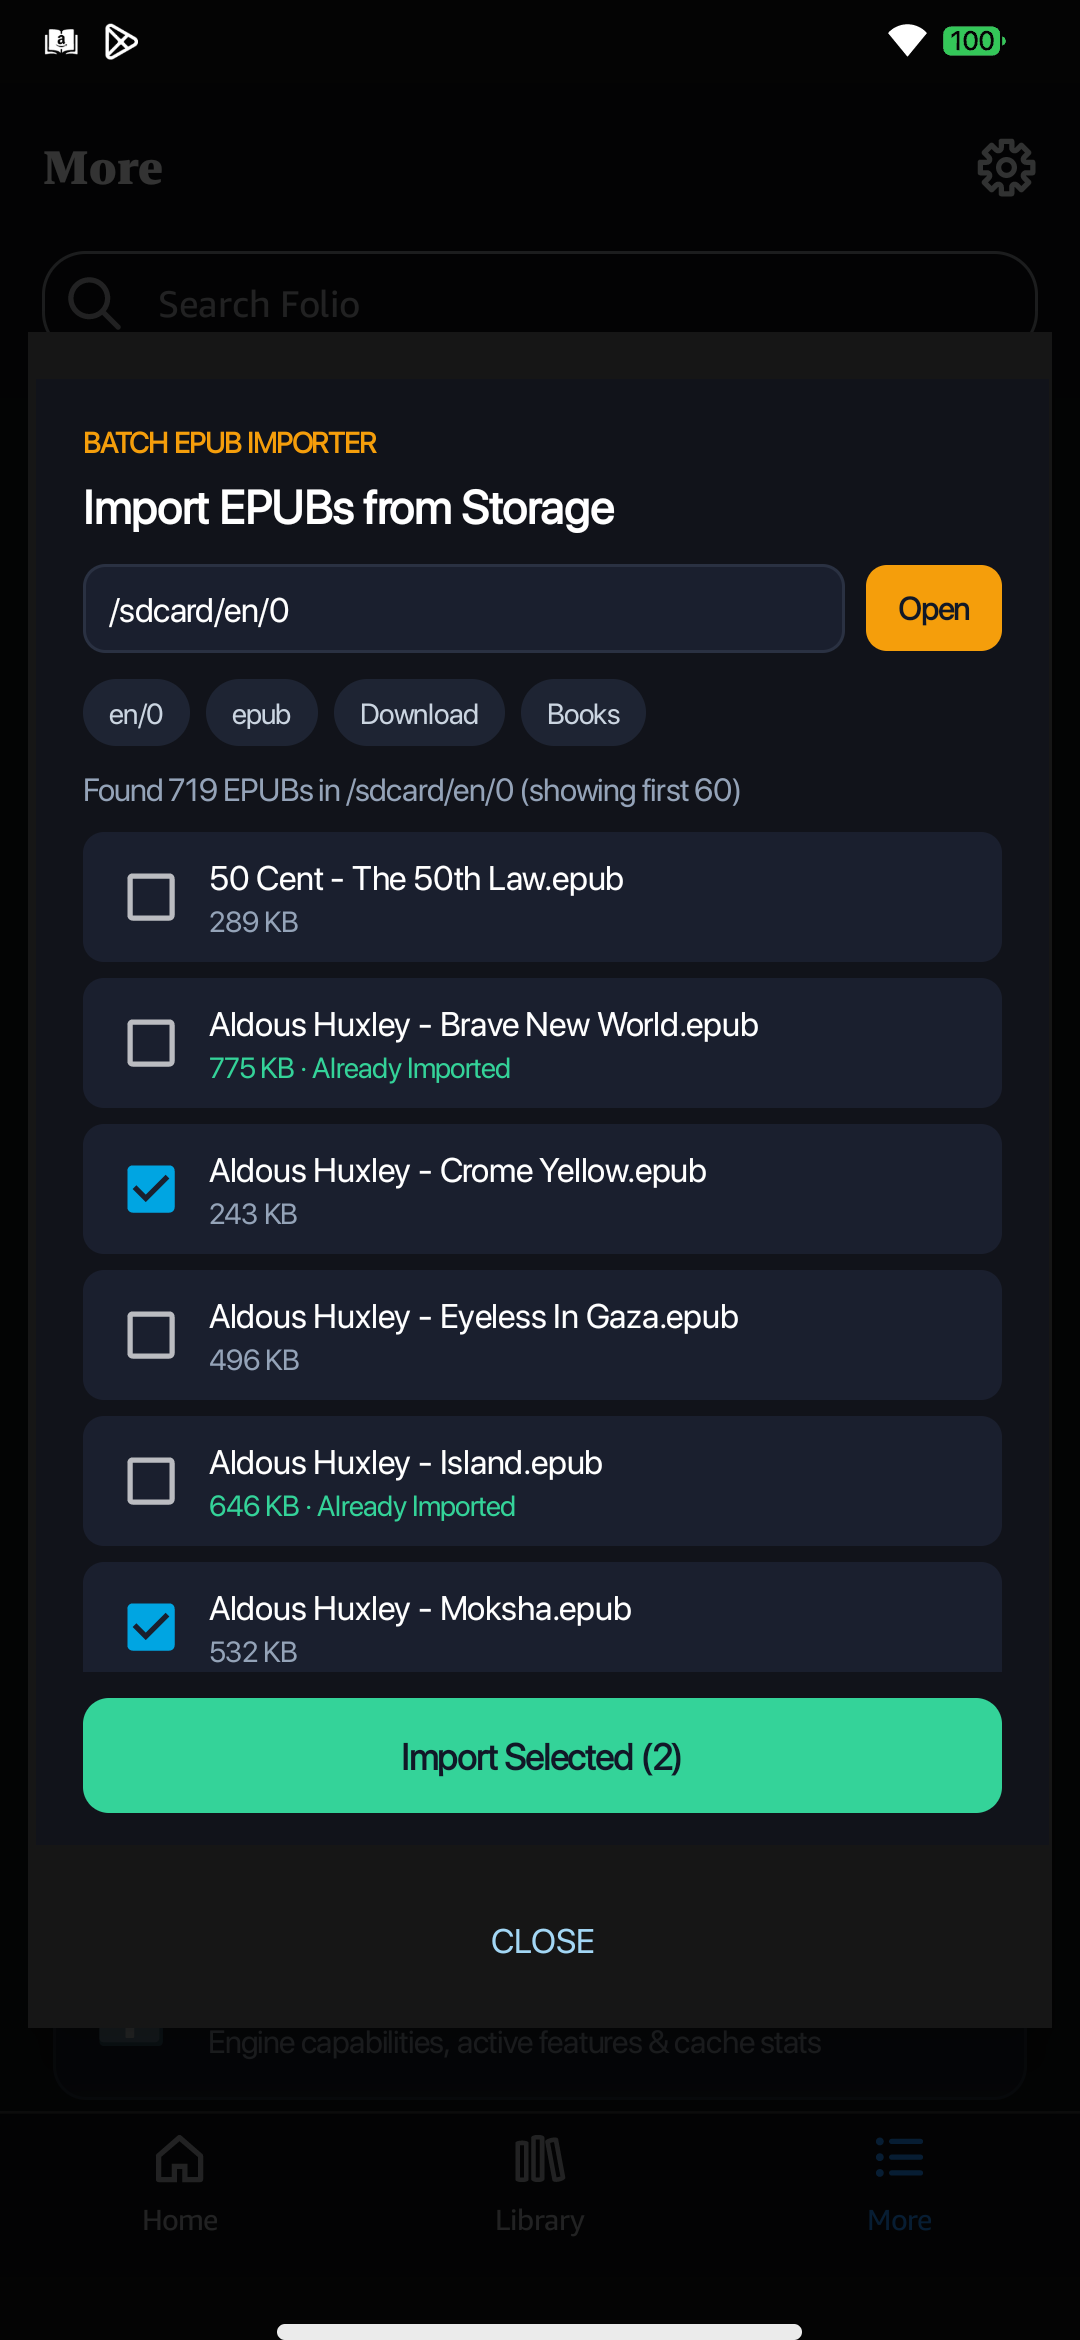 100
More
Search Folio
BATCH EPUB IMPORTER
Import EPUBs from Storage
/sdcard/en/0
Open
en/0
epub
Download
Books
Found 719 EPUBs in /sdcard/en/0 (showing first 60)
50 Cent - The 50th Law.epub
289 KB
Aldous Huxley - Brave New World.epub
775 KB · Already Imported
Aldous Huxley - Crome Yellow.epub
243 KB
Aldous Huxley - Eyeless In Gaza.epub
496 KB
Aldous Huxley - Island.epub
646 KB · Already Imported
Aldous Huxley - Moksha.epub
532 KB
Import Selected (2)
CLOSE
Engine capabilities, active features & cache stats
Home
Library
More